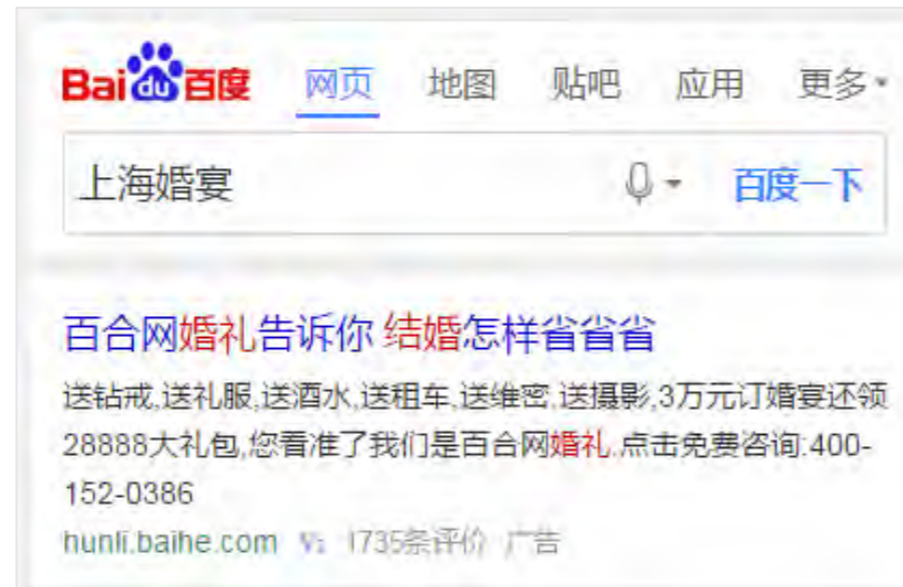 Bai du 百度 网页 地图 贴吧 应用 更多
上海婚宴 百度一下
百合网婚礼告诉你 结婚怎样省省省
送钻戒,送礼服,送酒水,送租车,送维密,送摄影,3万元订婚宴还领
28888大礼包,您看准了我们是百合网婚礼.点击免费咨询:400-
152-0386
hunli.baihe.com V1 1735条评价 广告